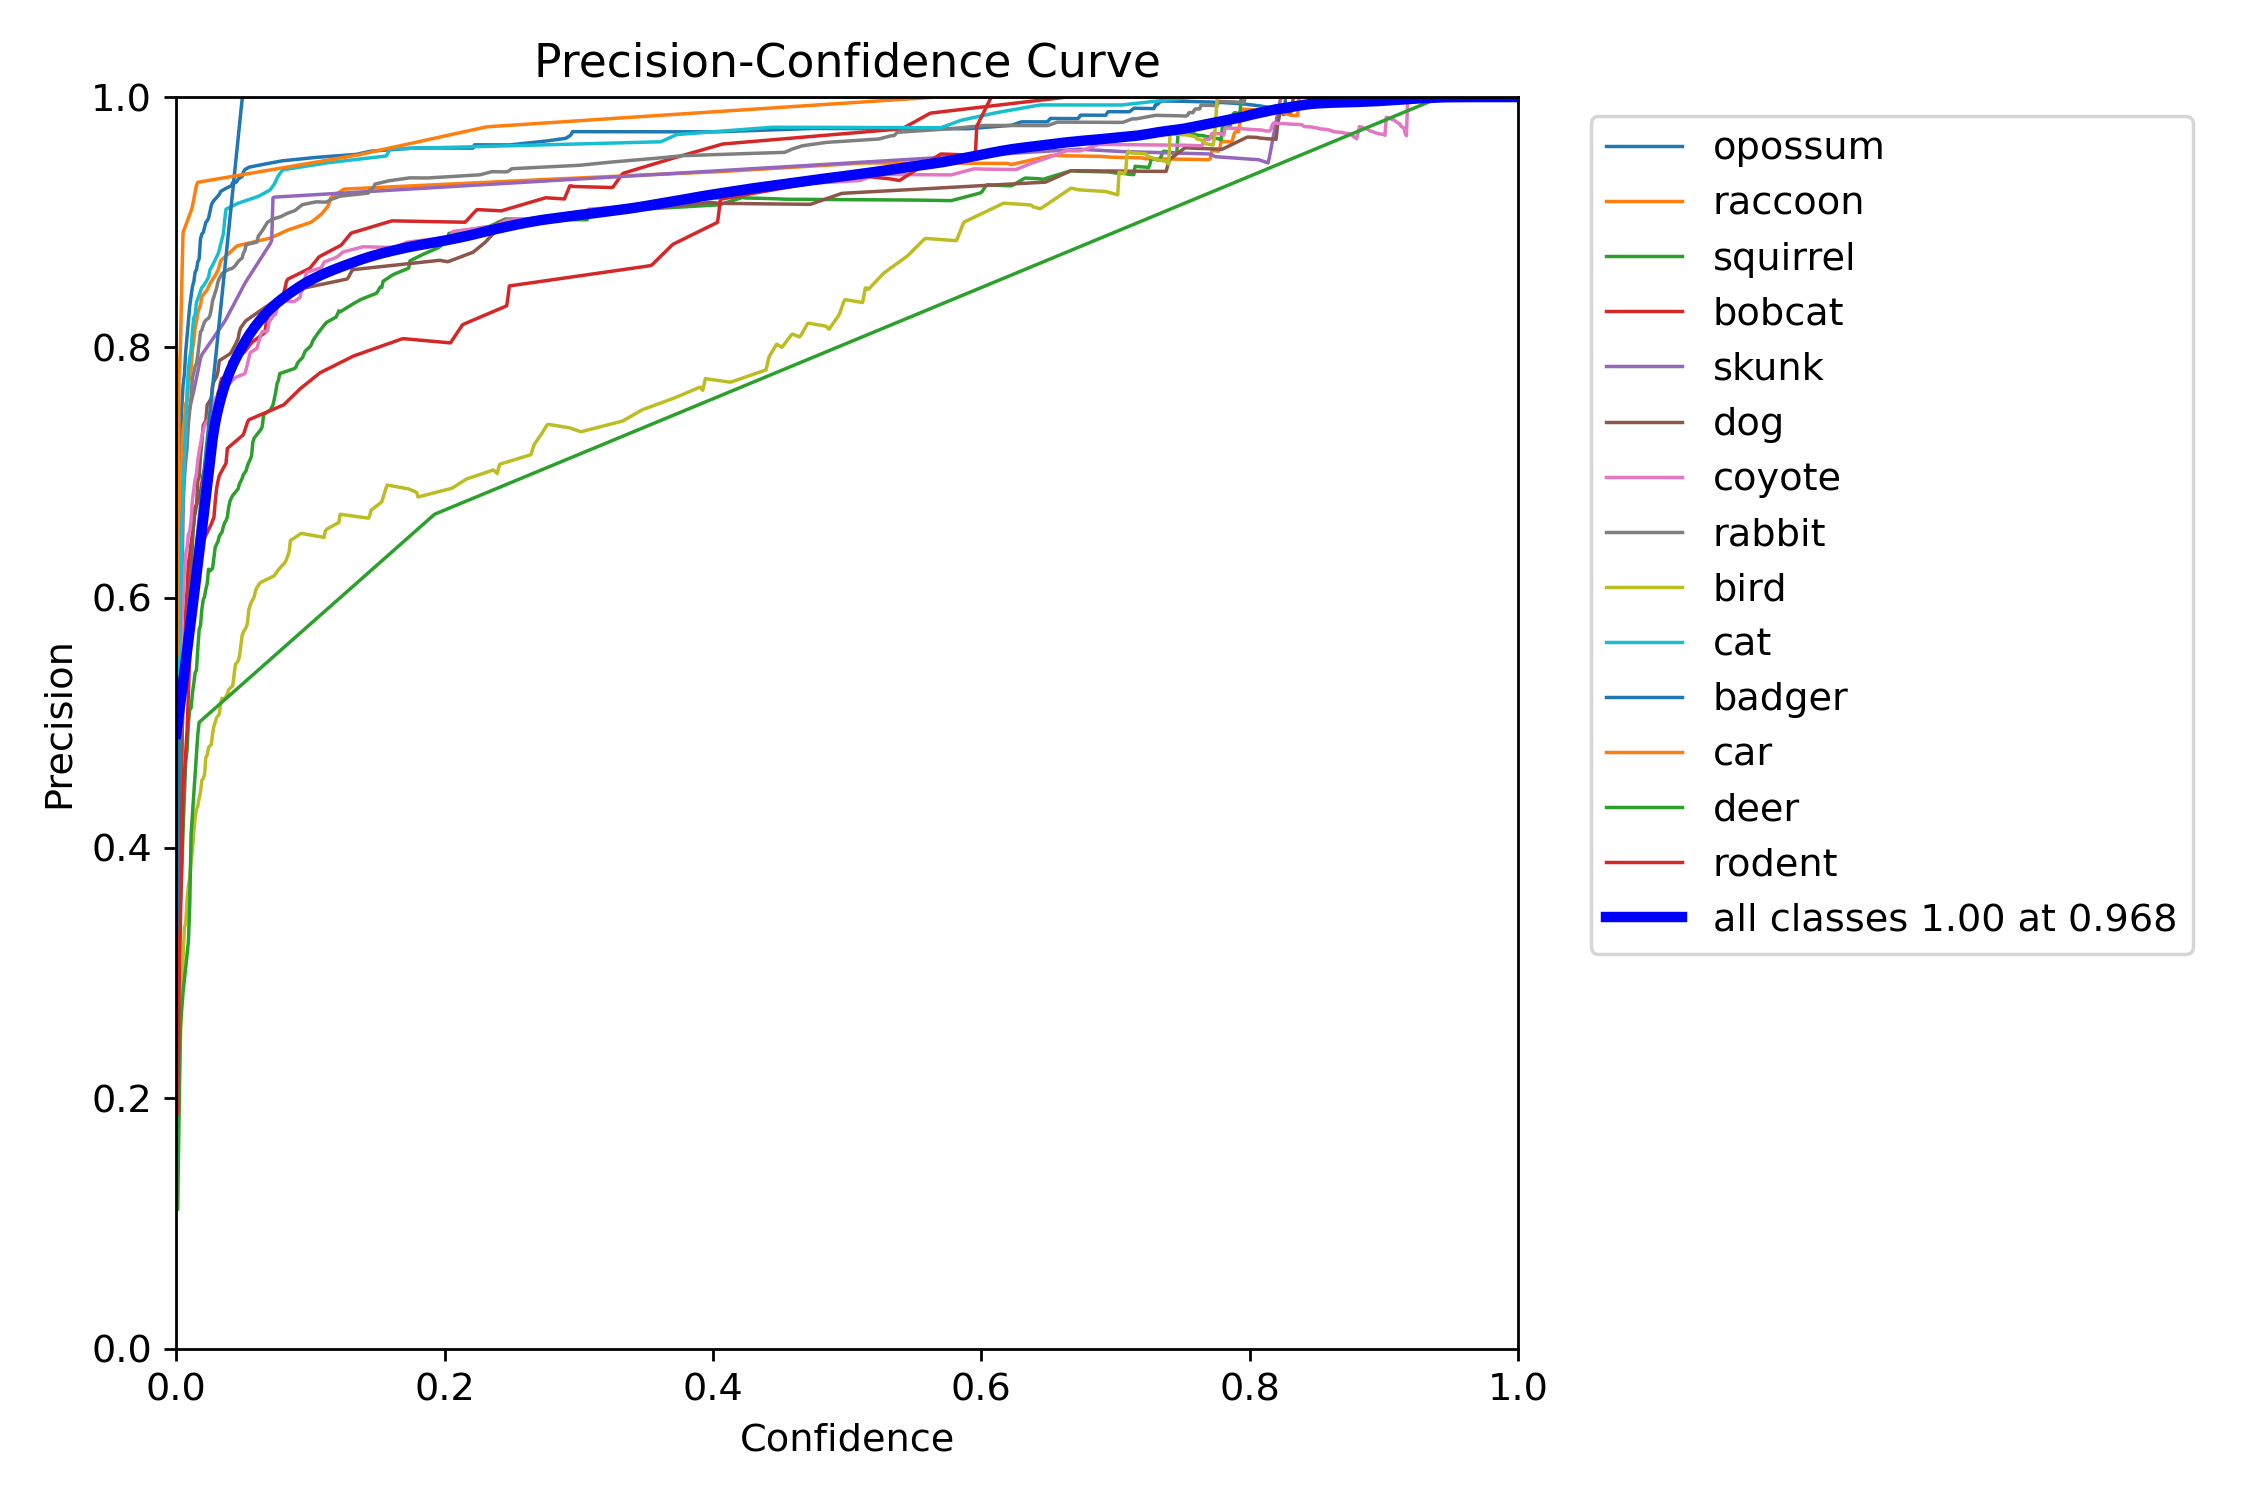 Precision-Confidence Curve
1.0
0.8
0.6
0.4
0.2
0.0
Precision
0.0 0.2 0.4 0.6 0.8 1.0
Confidence
opossum
raccoon
squirrel
bobcat
skunk
dog
coyote
rabbit
bird
cat
badger
car
deer
rodent
all classes 1.00 at 0.968